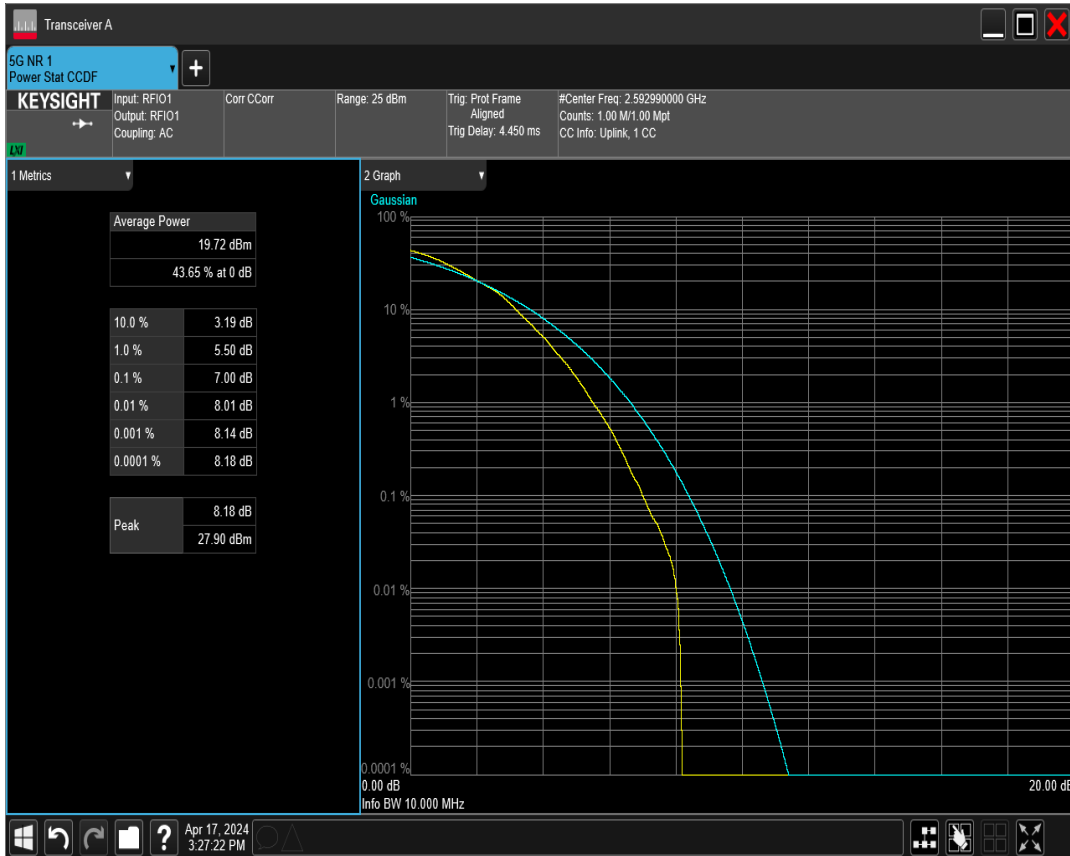 Transceiver A
5G NR 1
Power Stat CCDF
+
KEYSIGHT
LXI
Input: RFIO1
Output: RFIO1
Coupling: AC
Corr CCorr
Range: 25 dBm
Trig: Prot Frame
Aligned
Trig Delay: 4.450 ms
#Center Freq: 2.592990000 GHz
Counts: 1.00 M/1.00 Mpt
CC Info: Uplink, 1 CC
1 Metrics
Average Power
19.72 dBm
43.65 % at 0 dB
10.0 % 3.19 dB
1.0 % 5.50 dB
0.1 % 7.00 dB
0.01 % 8.01 dB
0.001 % 8.14 dB
0.0001 % 8.18 dB
Peak
8.18 dB
27.90 dBm
2 Graph
Gaussian
100 %
10 %
1 %
0.1 %
0.01 %
0.001 %
0.0001 %
0.00 dB 20.00 dB
Info BW 10.000 MHz
? Apr 17, 2024
3:27:22 PM